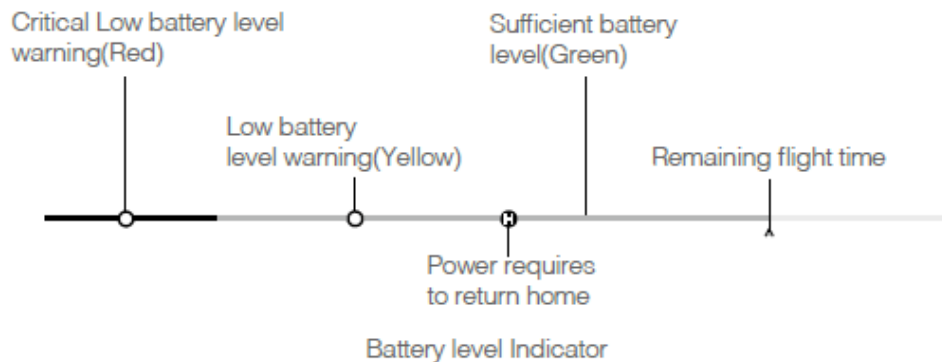 Critical Low battery level
warning(Red)
Sufficient battery
level(Green)
Low battery
level warning(Yellow)
Remaining flight time
H
Power requires
to return home
Battery level Indicator